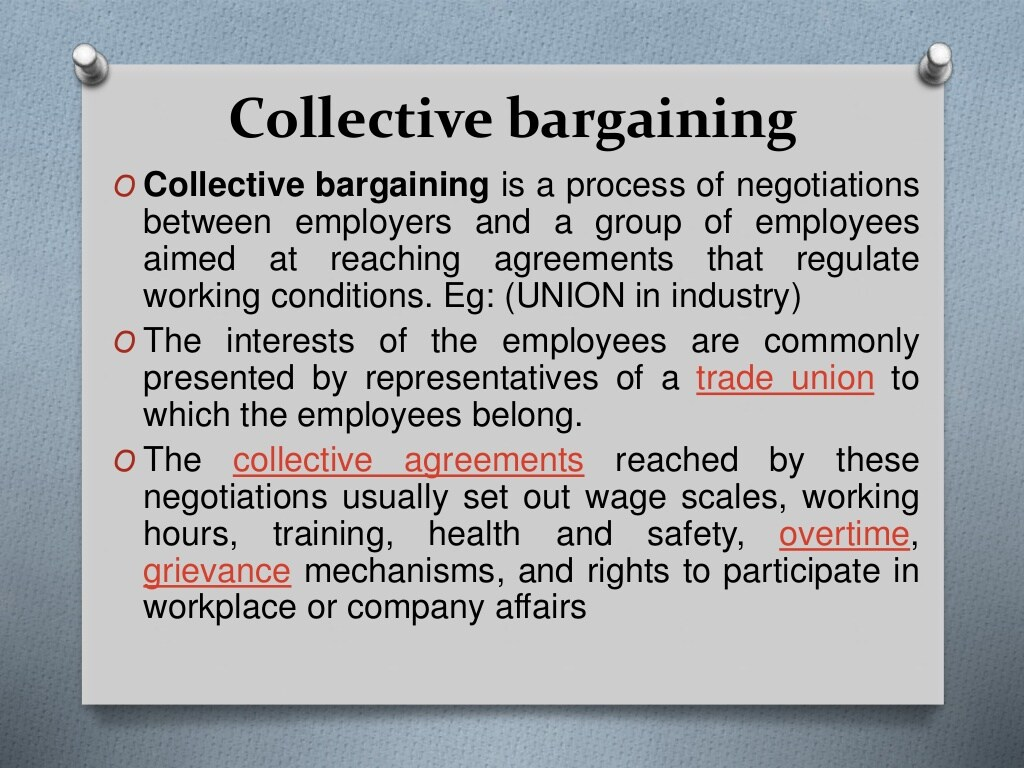 Collective bargaining
O Collective bargaining is a process of negotiations
between employers and a group of employees
aimed at reaching agreements that regulate
working conditions. Eg: (UNION in industry)
O The interests of the employees are commonly
presented by representatives of a trade union to
which the employees belong.
O The collective agreements reached by these
negotiations usually set out wage scales, working
hours, training, health and safety, overtime,
grievance mechanisms, and rights to participate in
workplace or company affairs